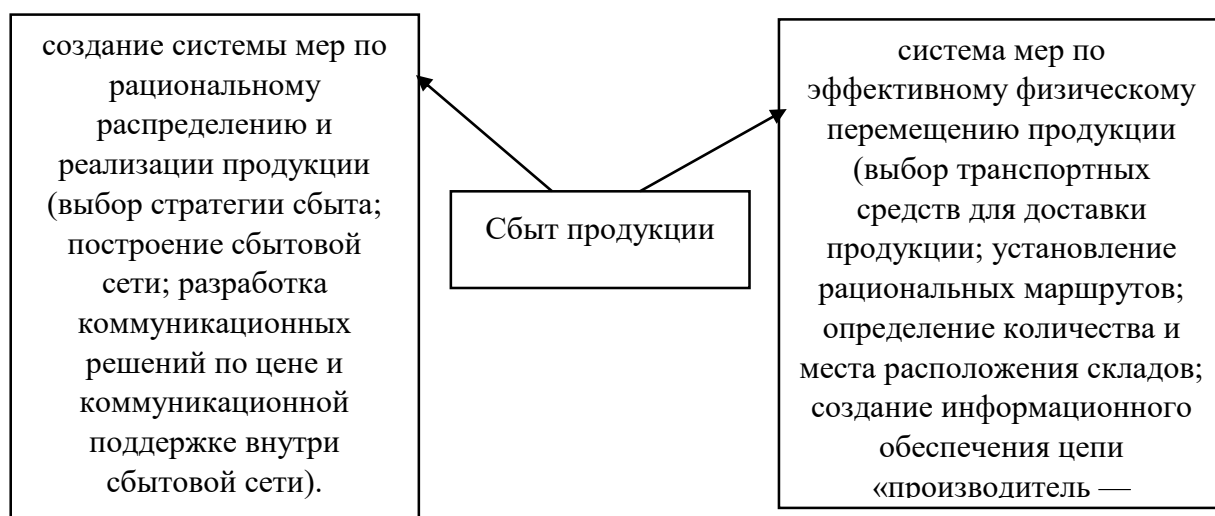 создание системы мер по
рациональному
распределению и
реализации продукции
(выбор стратегии сбыта;
построение сбытовой
сети; разработка
коммуникационных
решений по цене и
коммуникационной
поддержке внутри
сбытовой сети).
Сбыт продукции
система мер по
эффективному физическому
перемещению продукции
(выбор транспортных
средств для доставки
продукции; установление
рациональных маршрутов;
определение количества и
места расположения складов;
создание информационного
обеспечения цепи
«производитель —